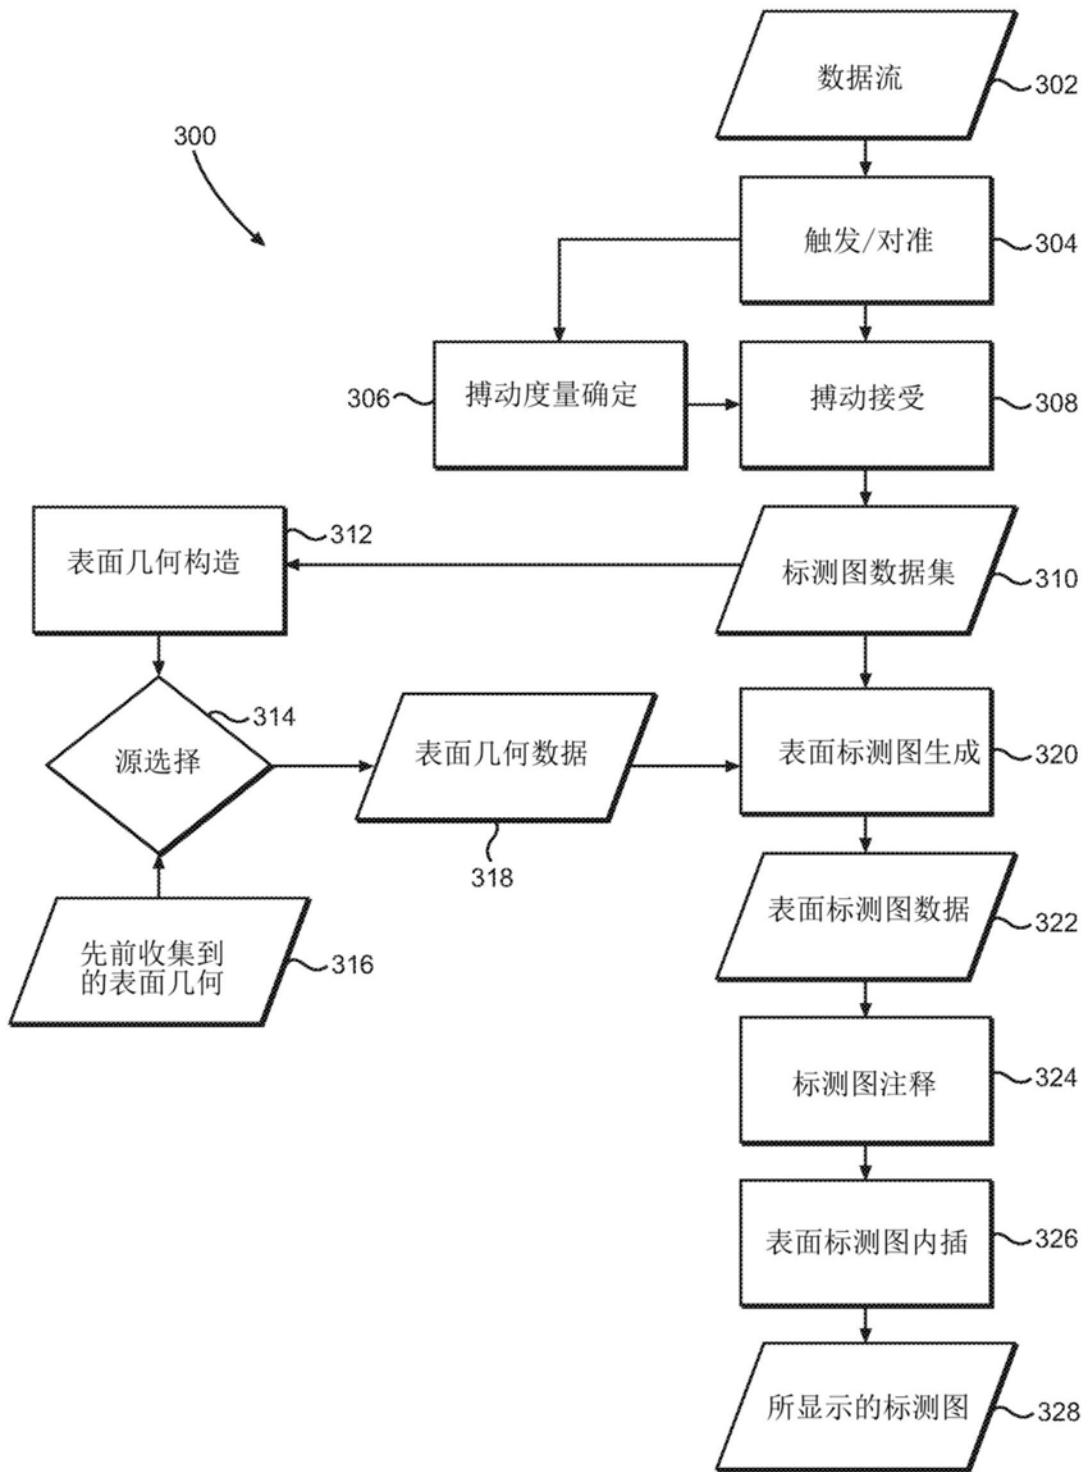 数据流
302
300
触发/对准
304
306
搏动度量确定
搏动接受
308
312
表面几何构造
标测图数据集
310
314
源选择
表面几何数据
318
表面标测图生成
320
先前收集到
的表面几何
316
表面标测图数据
322
标测图注释
324
表面标测图内插
326
所显示的标测图
328